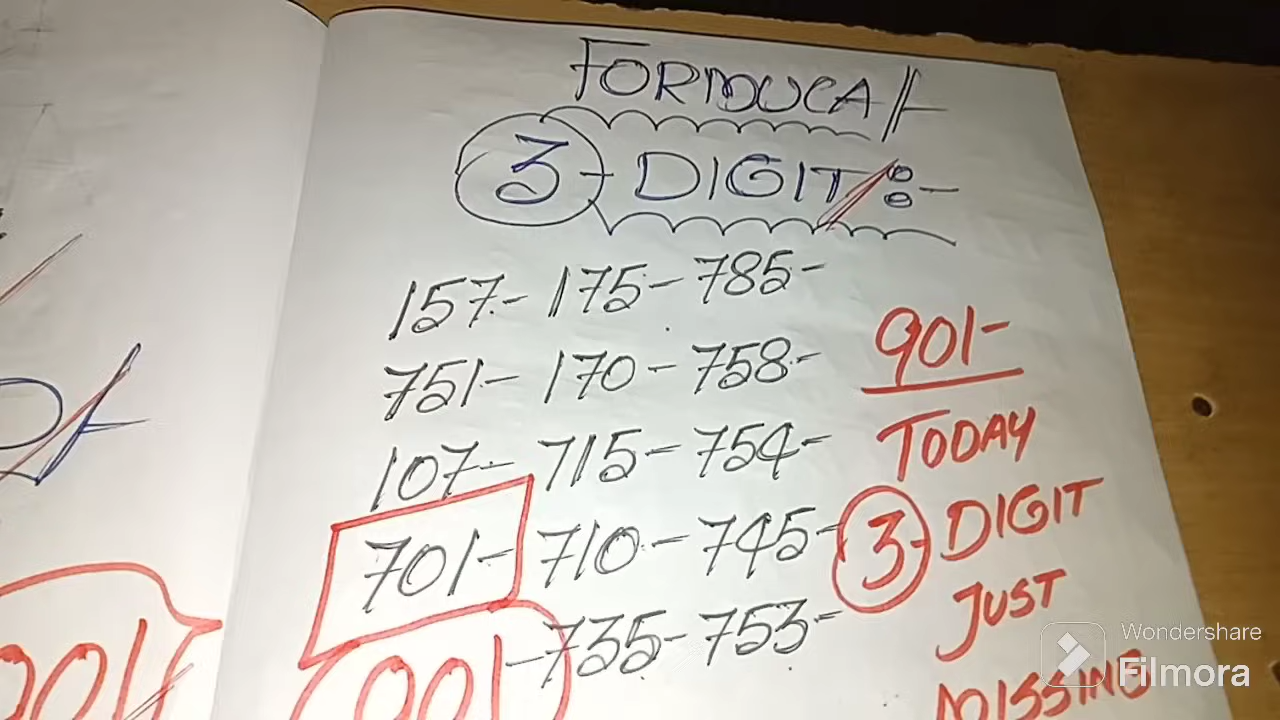 FORMULA //-
3 - DIGIT :-
157- 175- 785-
751- 170- 758-
107- 715- 754-
701- 710- 745-
901 -735- 753-
901-
TODAY
3- DIGIT
JUST
MISSING
Wondershare
Filmora